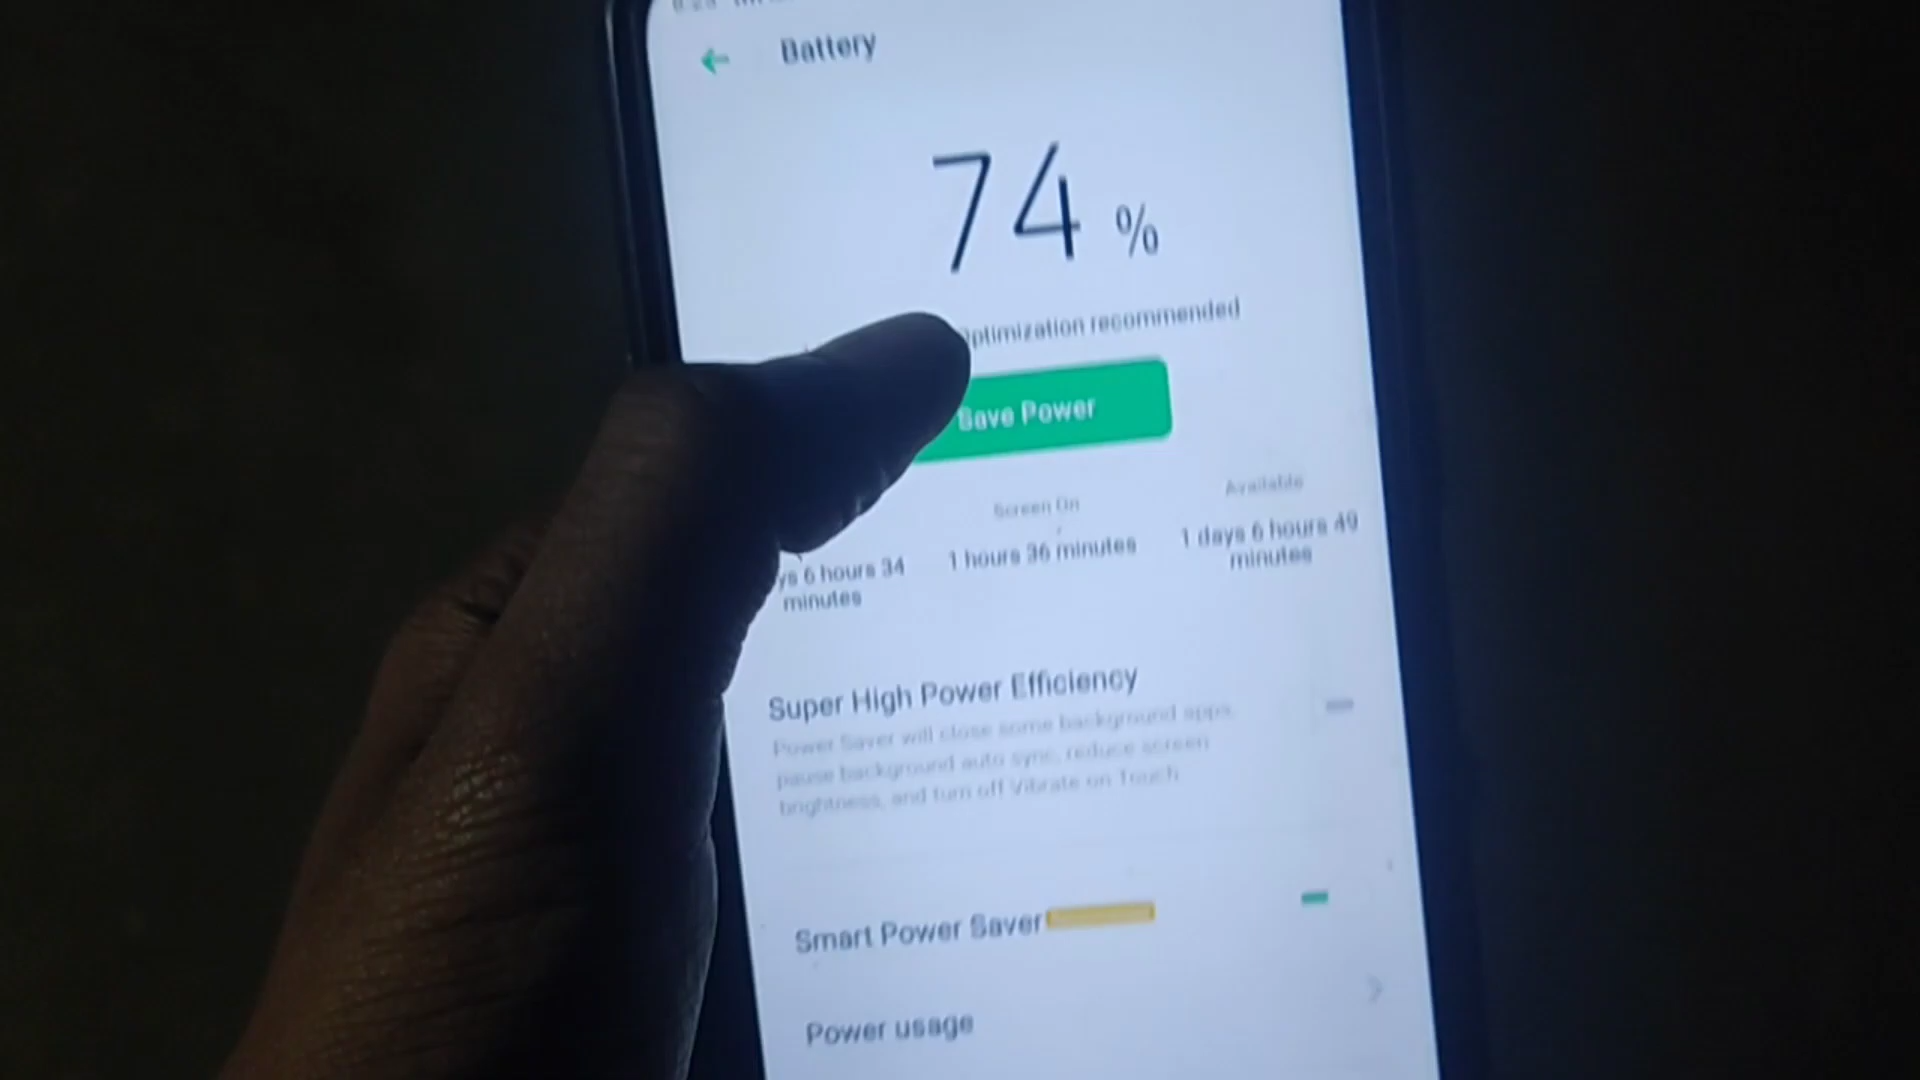 Battery
74 %
ptimization recommended
Save Power
Screen On
Available
ys 6 hours 34
minutes
1 hours 36 minutes
1 days 6 hours 49
minutes
Super High Power Efficiency
Power Saver will close some background apps,
pause background auto sync, reduce screen
brightness, and turn off Vibrate on Touch
Smart Power Saver
Power usage